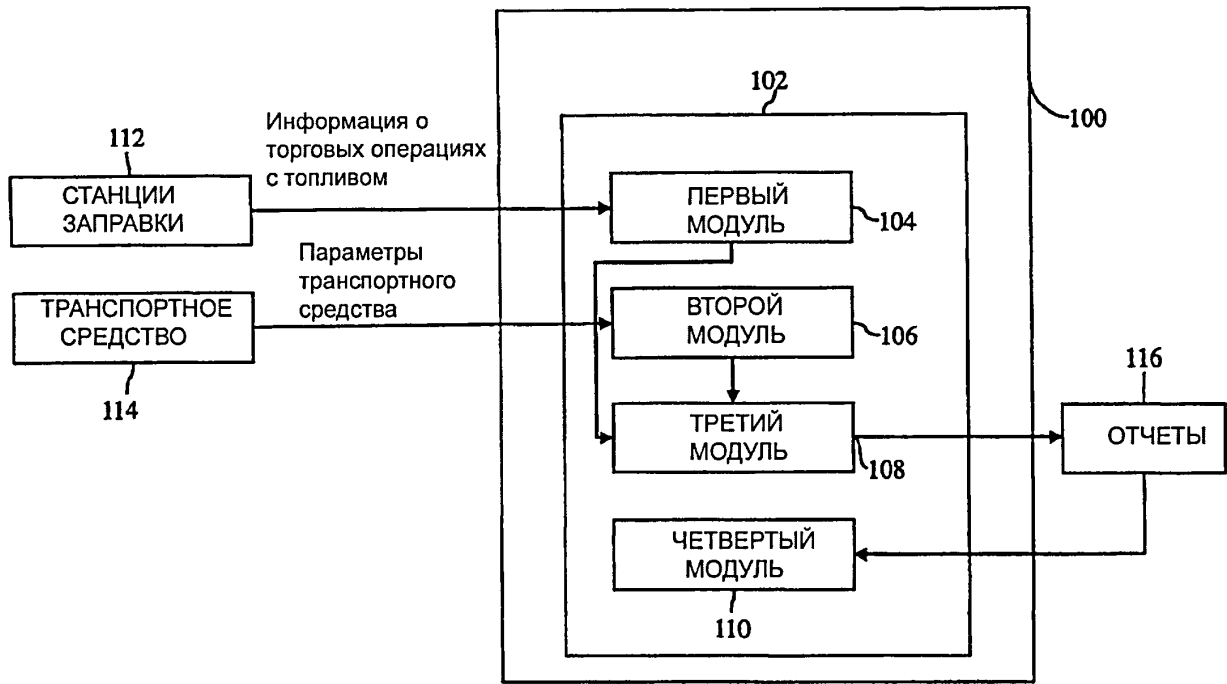 102
100
Информация о
торговых операциях
с топливом
112
СТАНЦИИ
ЗАПРАВКИ
ПЕРВЫЙ
МОДУЛЬ
104
Параметры
транспортного
средства
ТРАНСПОРТНОЕ
СРЕДСТВО
114
ВТОРОЙ
МОДУЛЬ
106
116
ТРЕТИЙ
МОДУЛЬ
108
ОТЧЕТЫ
ЧЕТВЕРТЫЙ
МОДУЛЬ
110